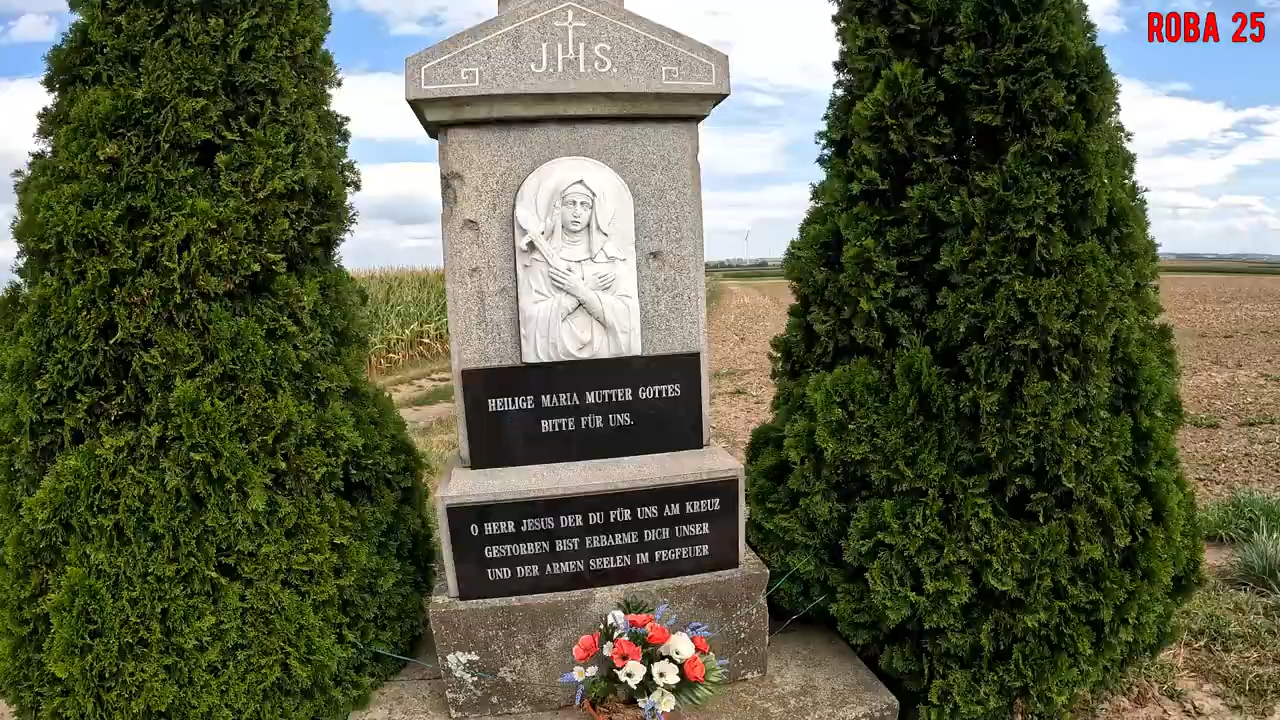 ROBA 25
J.H.S.
HEILIGE MARIA MUTTER GOTTES
BITTE FÜR UNS.
O HERR JESUS DER DU FÜR UNS AM KREUZ
GESTORBEN BIST ERBARME DICH UNSER
UND DER ARMEN SEELEN IM FEGFEUER